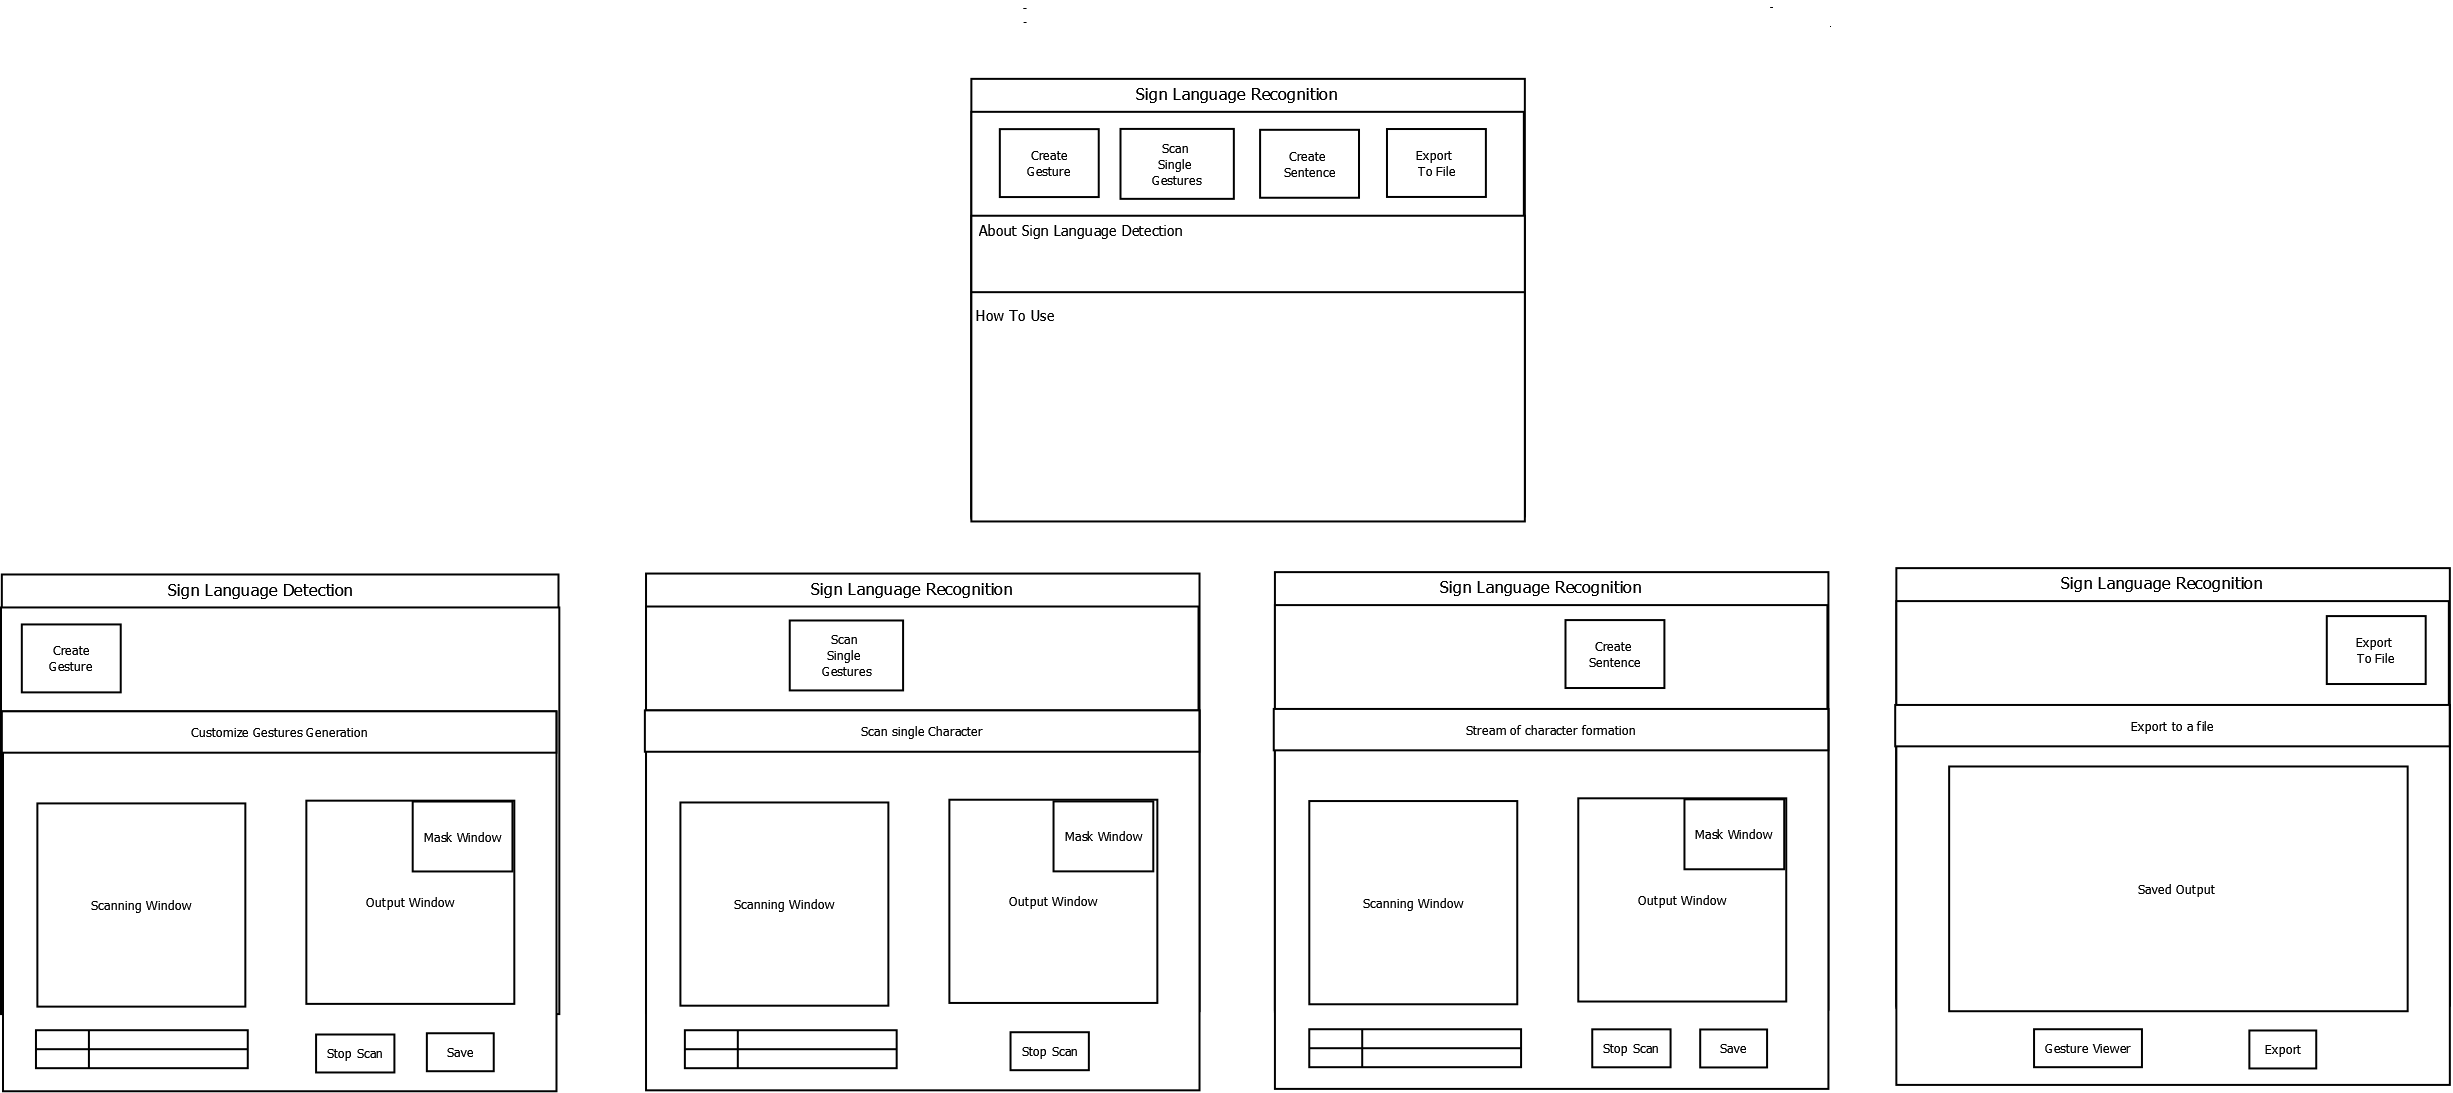 Sign Language Recognition
Create
Gesture
Scan
Single
Gestures
Create
Sentence
Export
To File
About Sign Language Detection
How To Use
Sign Language Detection
Create
Gesture
Customize Gestures Generation
Mask Window
Scanning Window
Output Window
Stop Scan
Save
Sign Language Recognition
Scan
Single
Gestures
Scan single Character
Mask Window
Scanning Window
Output Window
Stop Scan
Sign Language Recognition
Create
Sentence
Stream of character formation
Mask Window
Scanning Window
Output Window
Stop Scan
Save
Sign Language Recognition
Export
To File
Export to a file
Saved Output
Gesture Viewer
Export